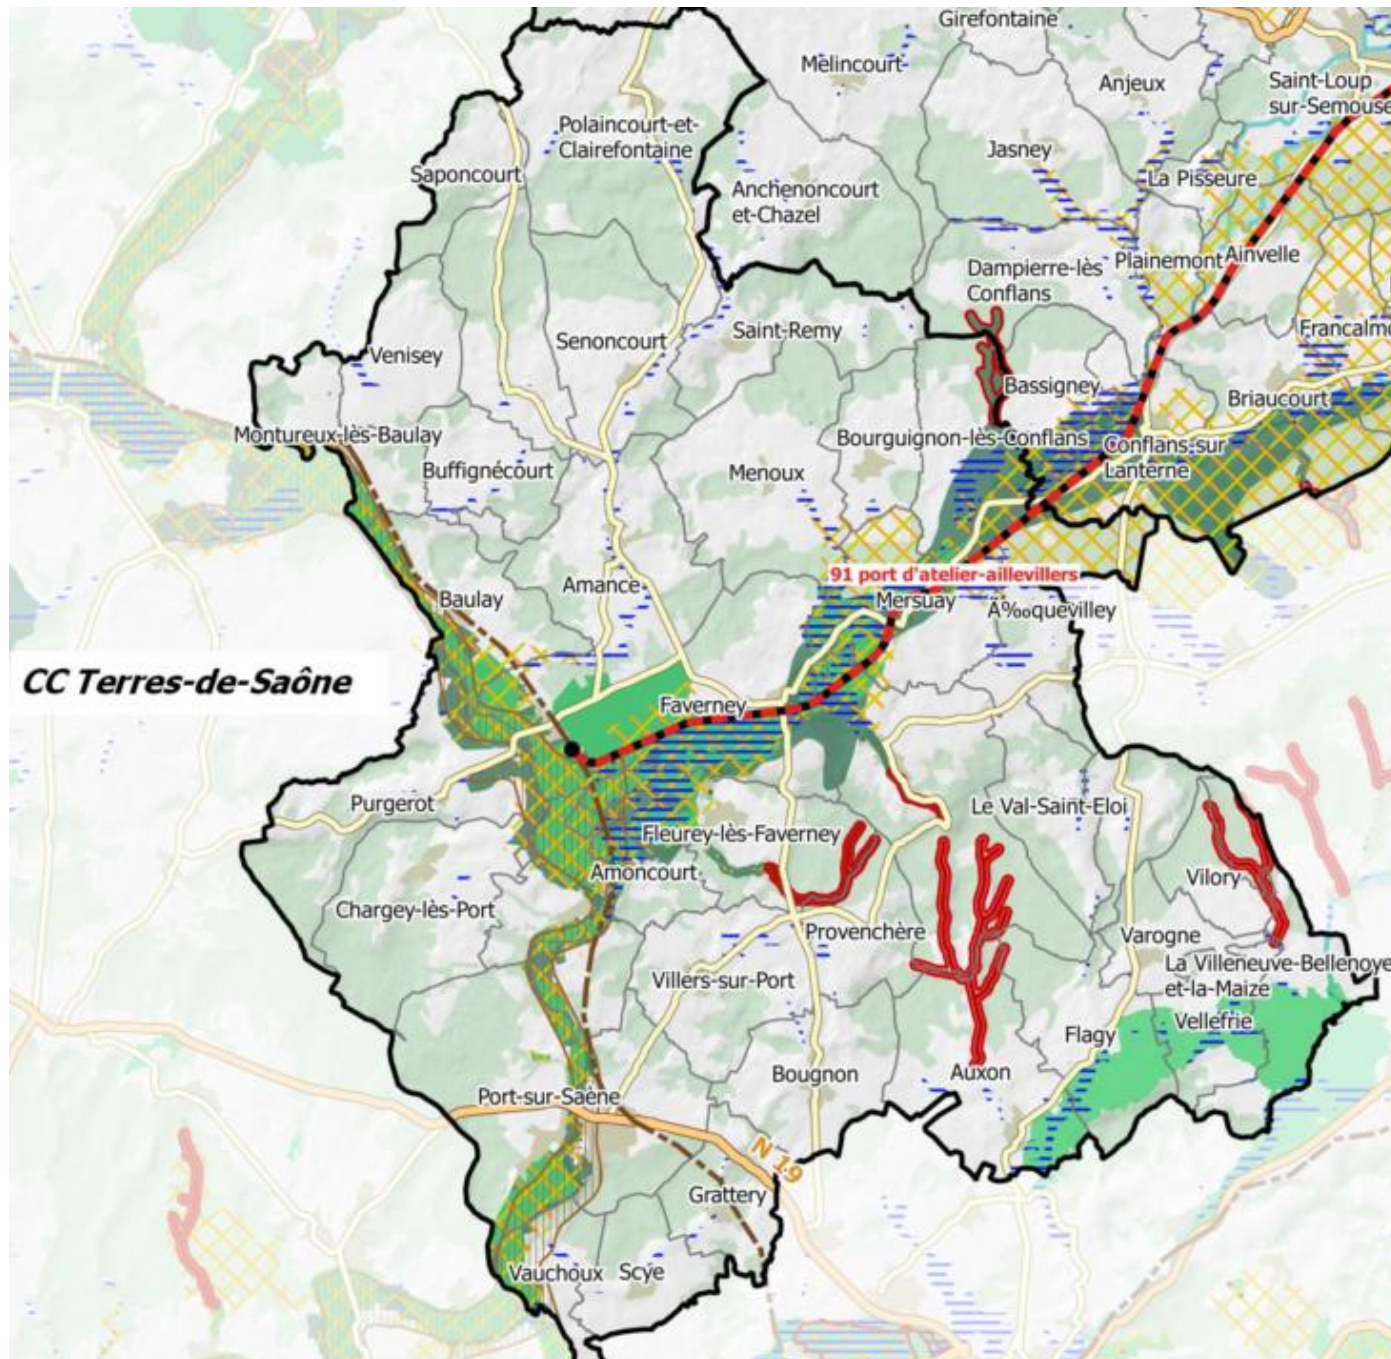 Girefontaine
Melincourt
Anjeux
Saint-Loup
sur-Semouse
Polaincourt-et-
Clairefontaine
Jasney
Saponcourt
La Pisseure
Anchenoncourt
et-Chazel
Dampierre-lès
Conflans
Plainemont
Ainvelle
Senoncourt
Saint-Remy
Francalmo
Venisey
Bassigney
Briaucourt
Montureux-lès-Baulay
Bourguignon-lès-Conflans
Conflans-sur
Lanterne
Buffignécourt
Menoux
91 port d'atelier-aillevillers
Amance
Baulay
Mersuay
Ä‰quevilley
CC Terres-de-Saône
Faverney
Purgerot
Le Val-Saint-Eloi
Fleurey-lès-Faverney
Amoncourt
Vilory
Chargey-lès-Port
Provenchère
Varogne
Villers-sur-Port
La Villeneuve-Bellenoye
et-la-Maize
Vellefrie
Flagy
Bougnon
Auxon
Port-sur-Saène
N 19
Grattery
Vauchoux
Scye